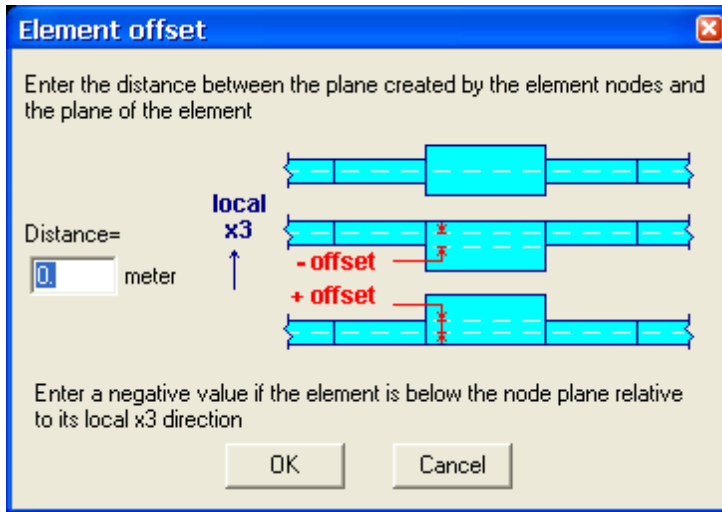 Element offset
Enter the distance between the plane created by the element nodes and
the plane of the element
local
x3
Distance=
0. meter
- offset
+ offset
Enter a negative value if the element is below the node plane relative
to its local x3 direction
OK Cancel